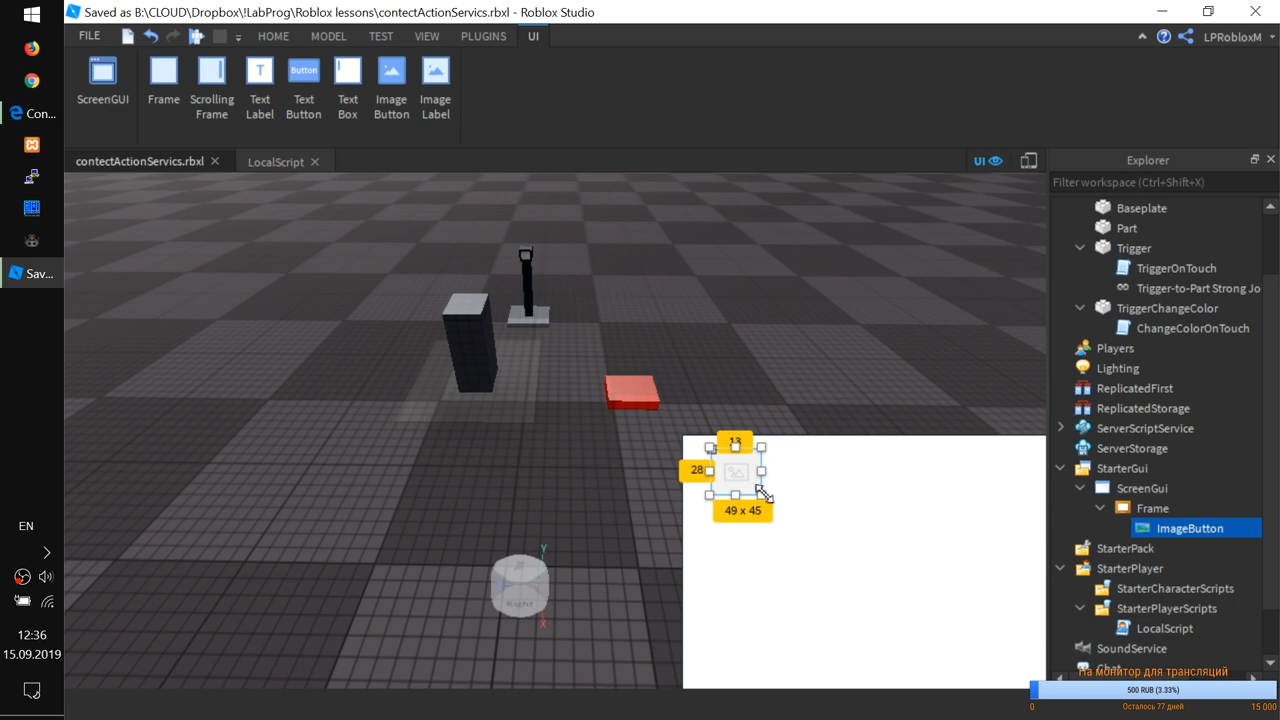 Saved as B:\CLOUD\Dropbox\!LabProg\Roblox lessons\contectActionServics.rbxl - Roblox Studio
FILE HOME MODEL TEST VIEW PLUGINS UI LPRobloxM
ScreenGUI
Frame
Scrolling Frame
Text Label
Button
Text Button
Text Box
Image Button
Image Label
contectActionServics.rbxl
LocalScript
UI
Explorer
Filter workspace (Ctrl+Shift+X)
Baseplate
Part
Trigger
TriggerOnTouch
Trigger-to-Part Strong Jo
TriggerChangeColor
ChangeColorOnTouch
Players
Lighting
ReplicatedFirst
ReplicatedStorage
ServerScriptService
ServerStorage
StarterGui
ScreenGui
Frame
ImageButton
StarterPack
StarterPlayer
StarterCharacterScripts
StarterPlayerScripts
LocalScript
SoundService
Chat
13
28
49 x 45
Y
Right
X
На монитор для трансляций
500 RUB (3.33%)
0 Осталось 77 дней 15 000
Con...
Sav...
EN
12:36
15.09.2019